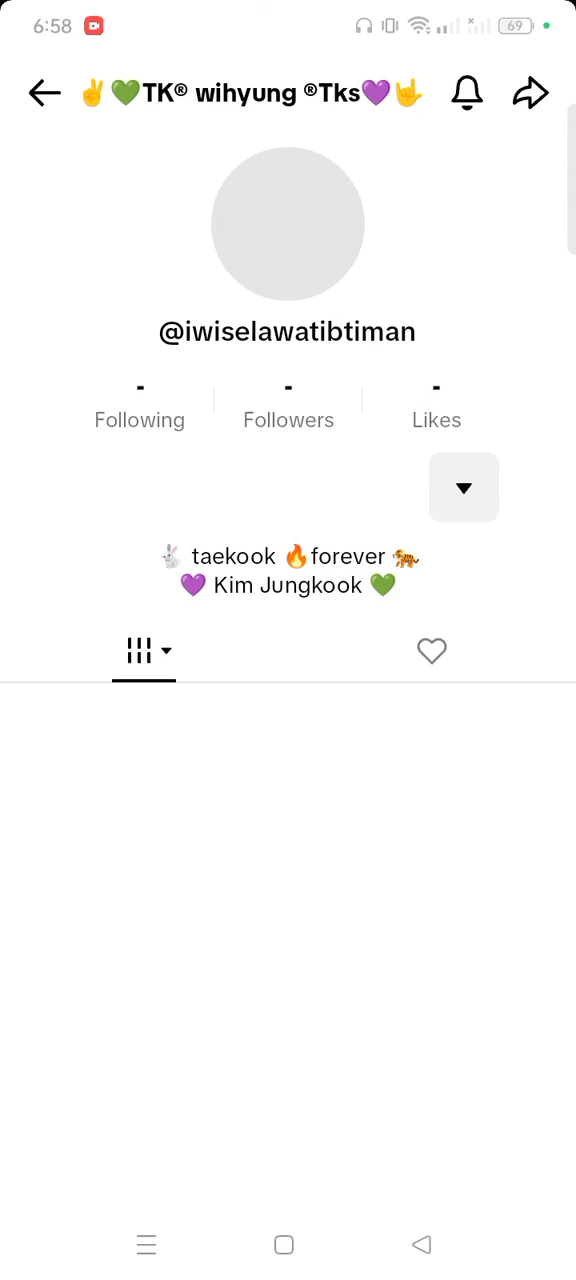 6:58 69
✌️💚TK® wihyung ®Tks💜🤟
@iwiselawatibtiman
- - -
Following Followers Likes
🐇 taekook 🔥forever 🐅
💜 Kim Jungkook 💚